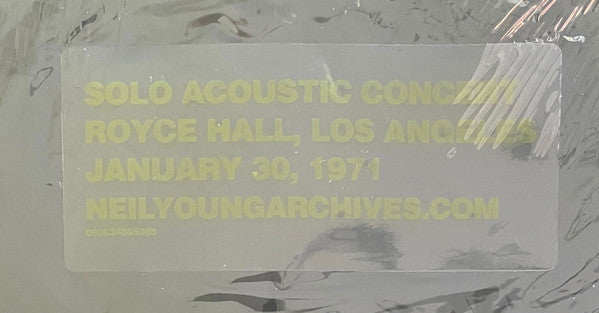 SOLO ACOUSTIC CONCERT
ROYCE HALL, LOS ANGELES
JANUARY 30, 1971
NEILYOUNGARCHIVES.COM